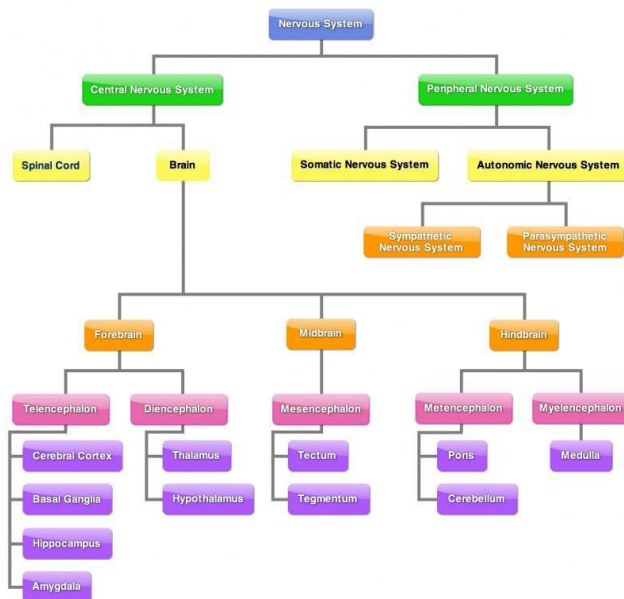 Nervous System
Central Nervous System
Peripheral Nervous System
Spinal Cord
Brain
Somatic Nervous System
Autonomic Nervous System
Sympathetic
Nervous System
Parasympathetic
Nervous System
Forebrain
Midbrain
Hindbrain
Telencephalon
Diencephalon
Mesencephalon
Metencephalon
Myelencephalon
Cerebral Cortex
Thalamus
Tectum
Pons
Medulla
Basal Ganglia
Hypothalamus
Tegmentum
Cerebellum
Hippocampus
Amygdala